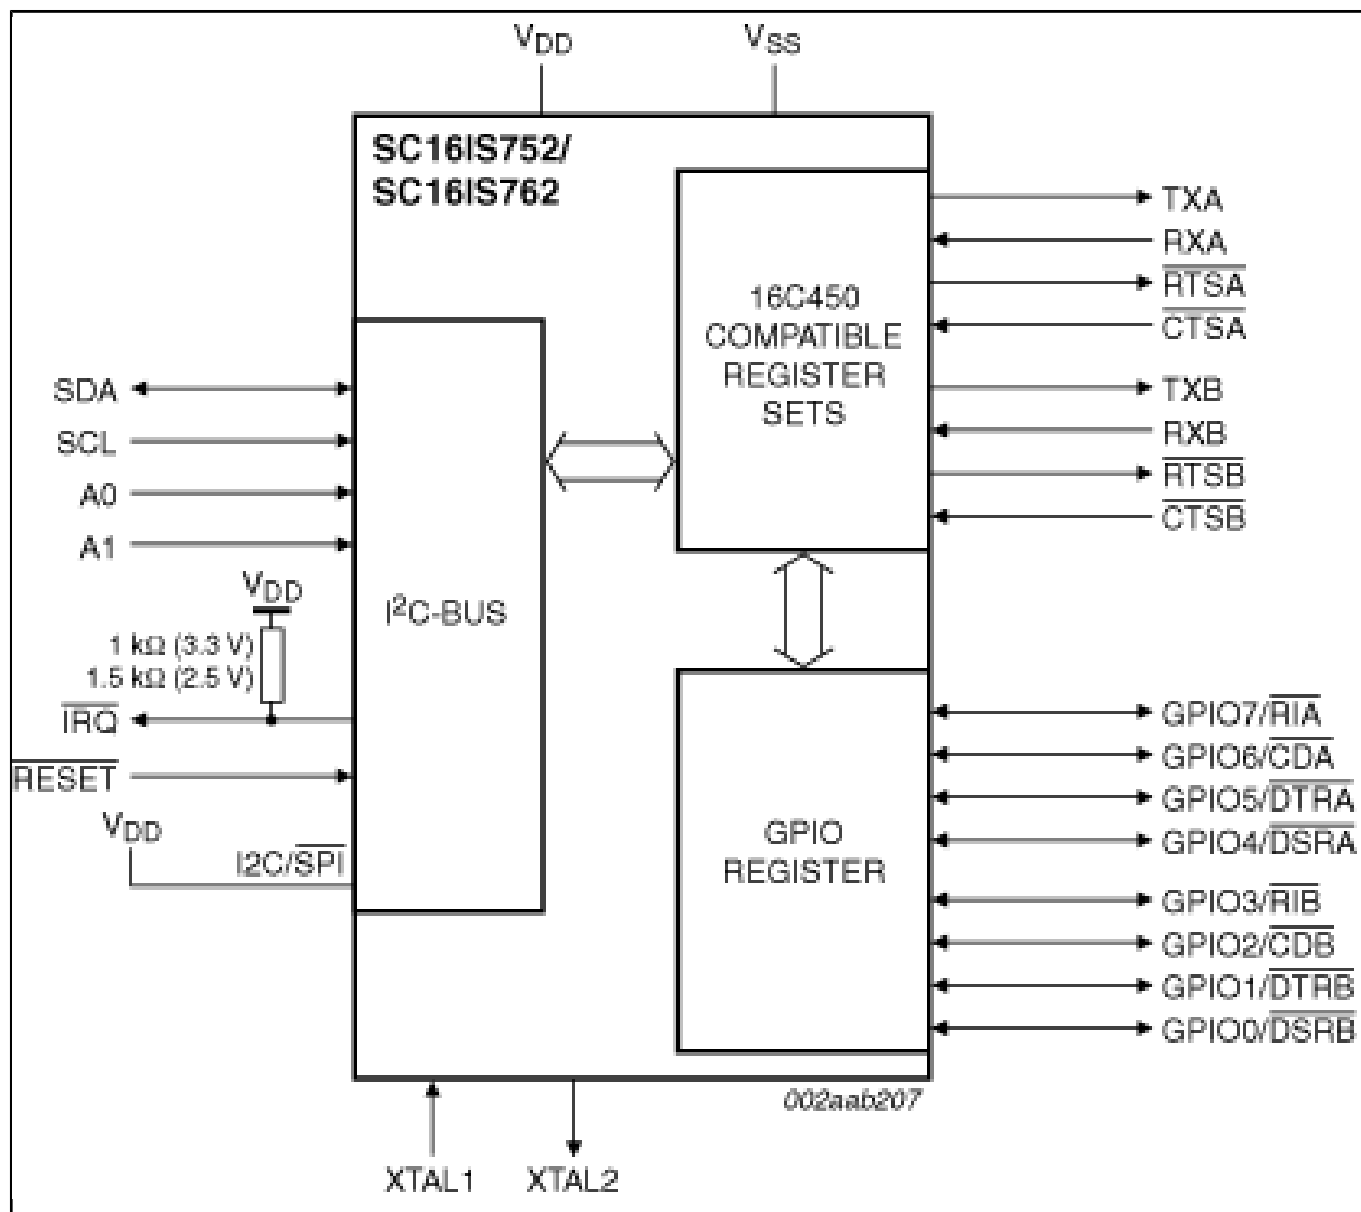 VDD
VSS
SC16IS752/
SC16IS762
16C450
COMPATIBLE
REGISTER
SETS
TXA
RXA
RTSA
CTSA
TXB
RXB
RTSB
CTSB
SDA
SCL
A0
A1
VDD
1 kΩ (3.3 V)
1.5 kΩ (2.5 V)
IRQ
RESET
VDD
I2C/SPI
I²C-BUS
GPIO
REGISTER
GPIO7/RIA
GPIO6/CDA
GPIO5/DTRA
GPIO4/DSRA
GPIO3/RIB
GPIO2/CDB
GPIO1/DTRB
GPIO0/DSRB
002aab207
XTAL1
XTAL2